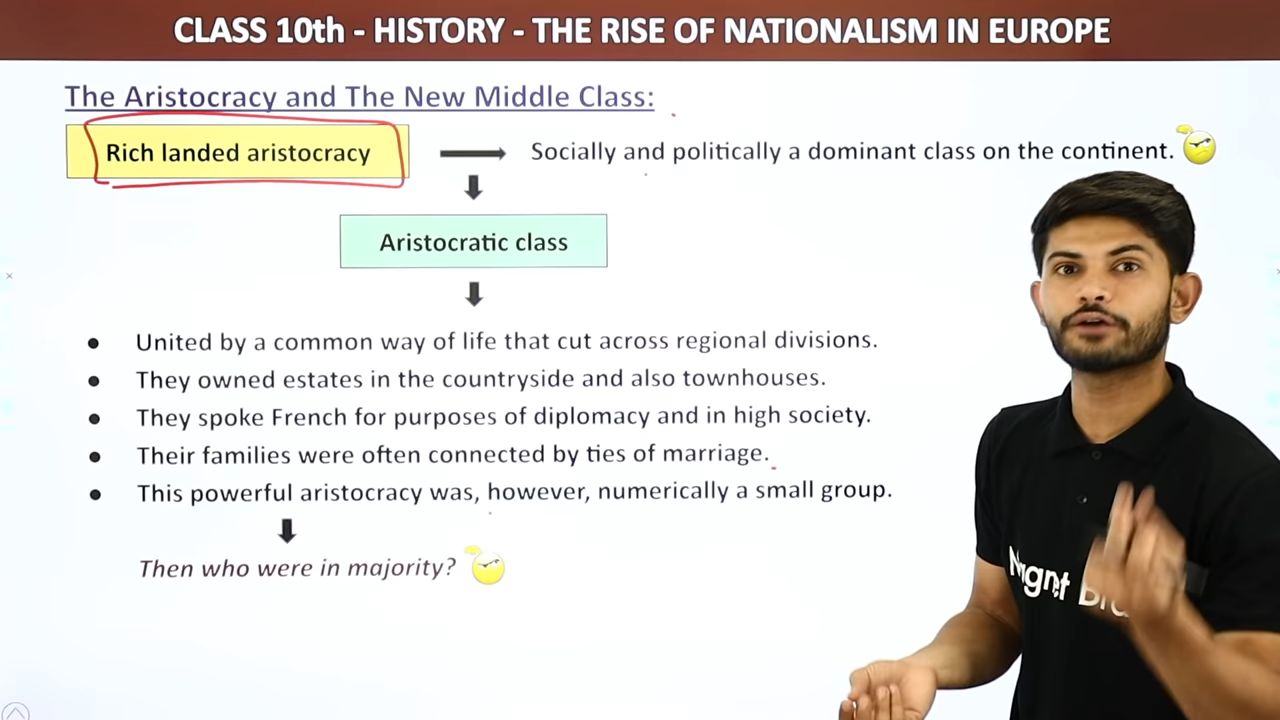 CLASS 10th - HISTORY - THE RISE OF NATIONALISM IN EUROPE
The Aristocracy and The New Middle Class:
Rich landed aristocracy
Socially and politically a dominant class on the continent.
Aristocratic class
United by a common way of life that cut across regional divisions.
They owned estates in the countryside and also townhouses.
They spoke French for purposes of diplomacy and in high society.
Their families were often connected by ties of marriage.
This powerful aristocracy was, however, numerically a small group.
Then who were in majority?